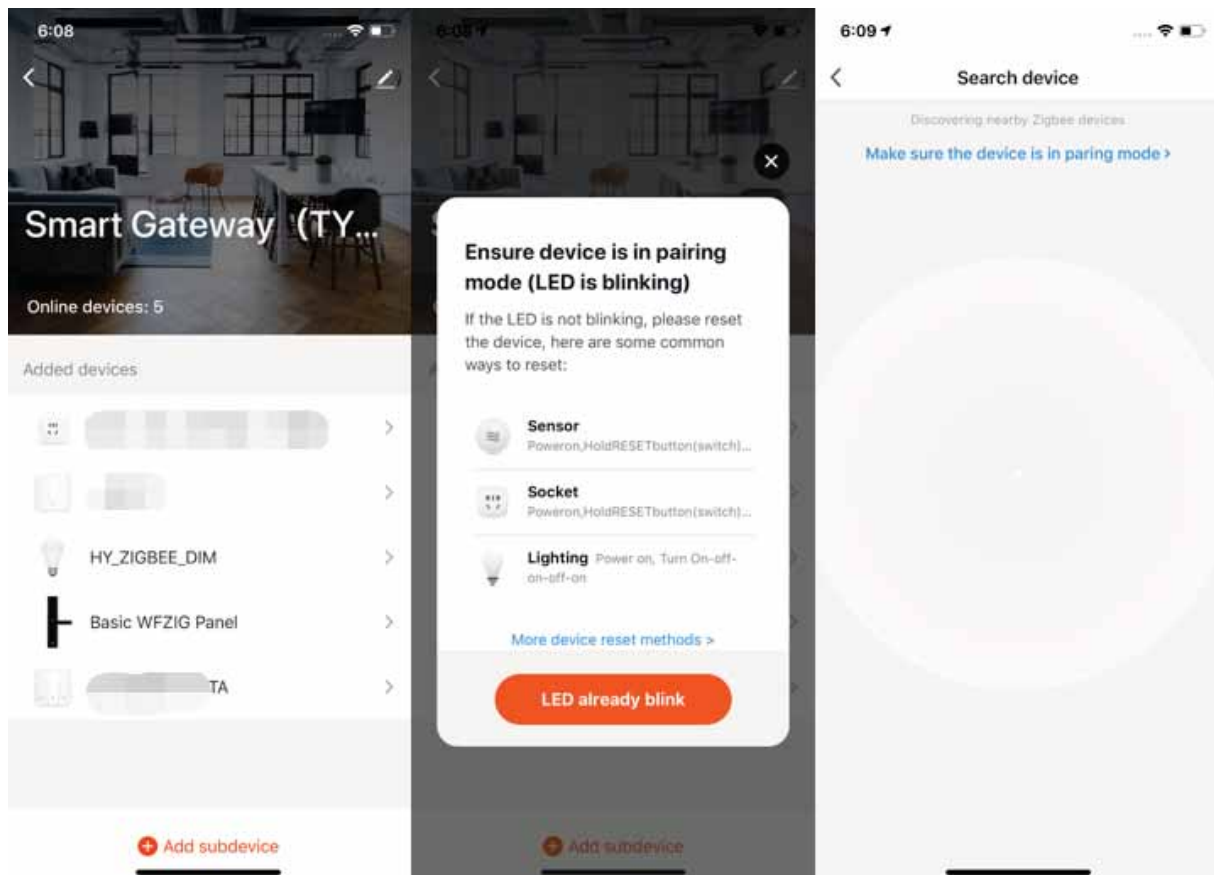 6:08
Smart Gateway（TY...
Online devices: 5
Added devices
HY_ZIGBEE_DIM
Basic WFZIG Panel
TA
Add subdevice
6:08
Ensure device is in pairing
mode (LED is blinking)
If the LED is not blinking, please reset
the device, here are some common
ways to reset:
Sensor
Poweron,HoldRESETbutton(switch)...
Socket
Poweron,HoldRESETbutton(switch)...
Lighting Power on, Turn On-off-
on-off-on
More device reset methods >
LED already blink
Add subdevice
6:09
Search device
Discovering nearby Zigbee devices
Make sure the device is in paring mode >